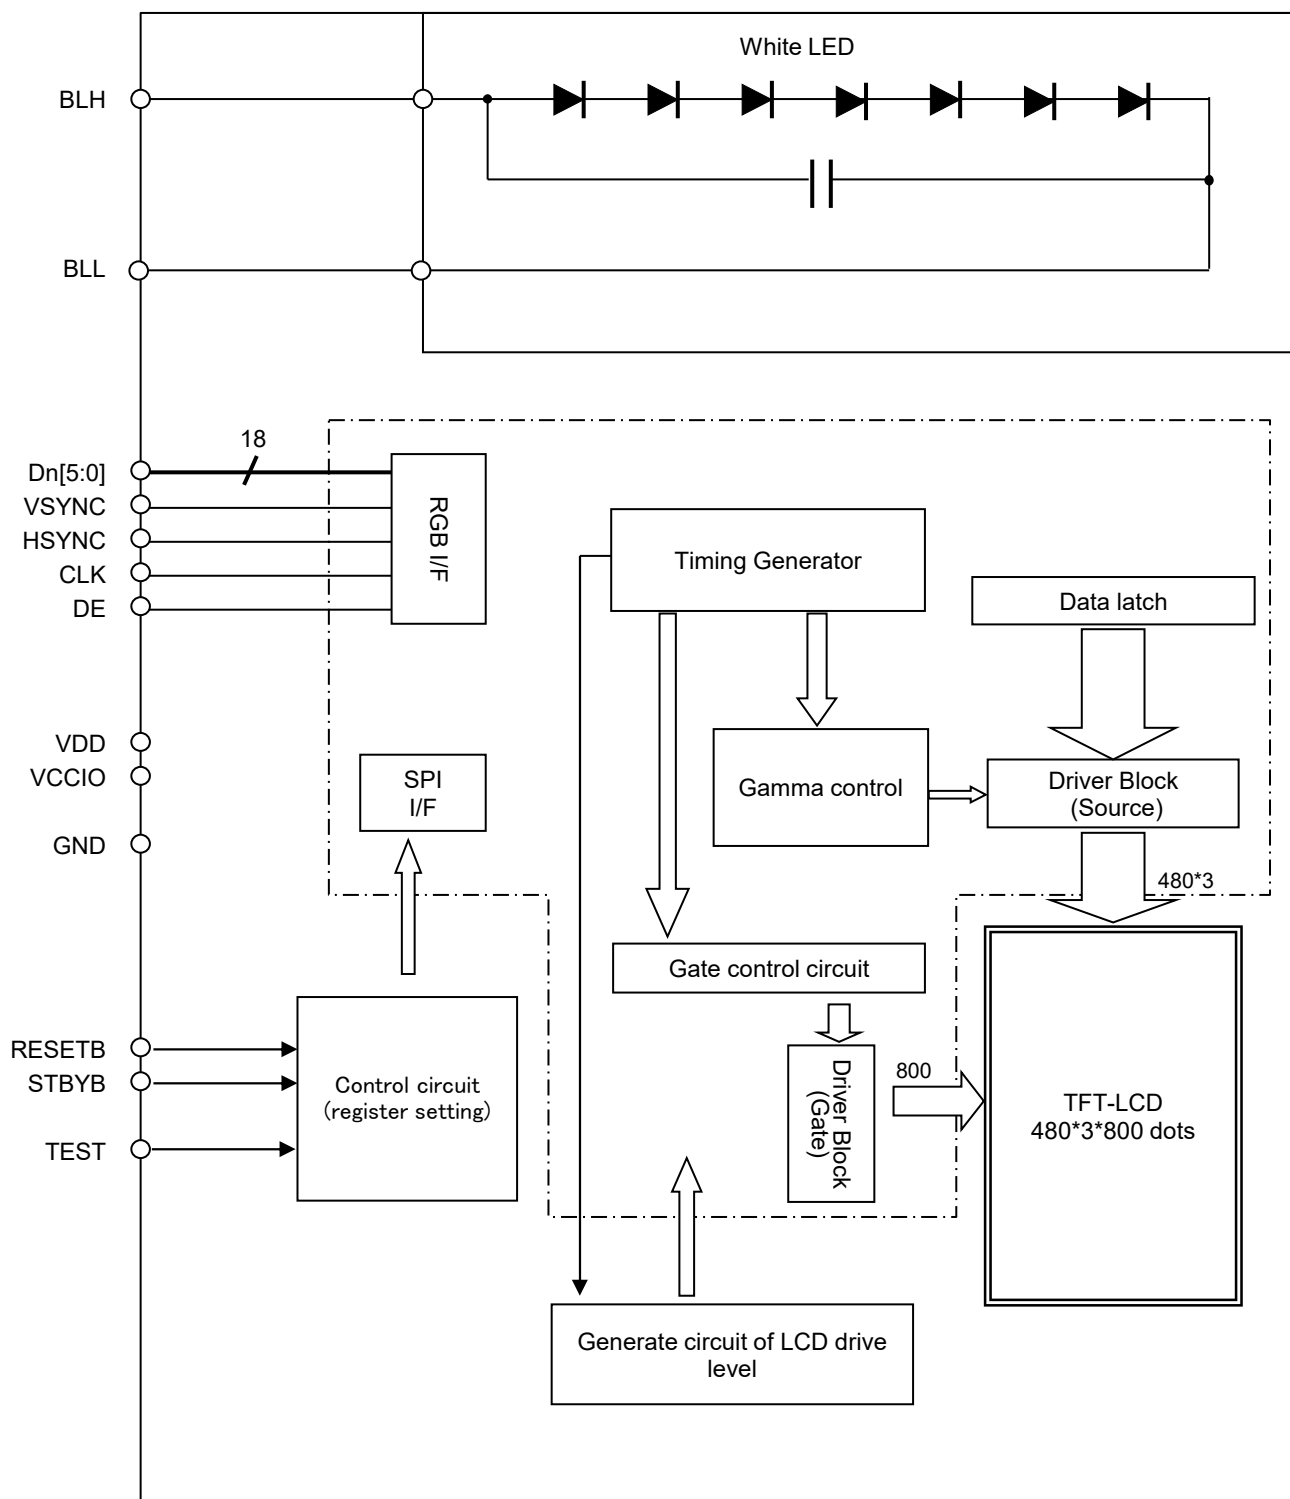 White LED
BLH
BLL
18
Dn[5:0]
VSYNC
HSYNC
CLK
DE
RGB I/F
Timing Generator
Data latch
VDD
VCCIO
GND
SPI
I/F
Gamma control
Driver Block
(Source)
480*3
Gate control circuit
RESETB
STBYB
TEST
Control circuit
(register setting)
Driver Block
(Gate)
800
TFT-LCD
480*3*800 dots
Generate circuit of LCD drive
level